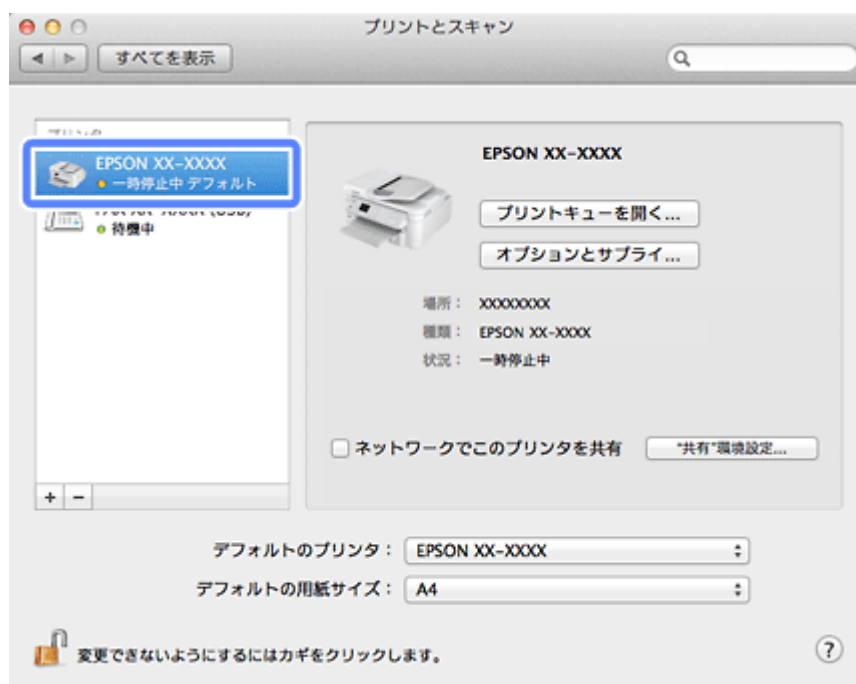 プリントとスキャン
すべてを表示
プリンタ
EPSON XX-XXXX
一時停止中 デフォルト
待機中
EPSON XX-XXXX
プリントキューを開く...
オプションとサプライ...
場所： XXXXXXXX
種類： EPSON XX-XXXX
状況： 一時停止中
ネットワークでこのプリンタを共有 "共有"環境設定...
+ −
デフォルトのプリンタ： EPSON XX-XXXX
デフォルトの用紙サイズ： A4
変更できないようにするにはカギをクリックします。
?